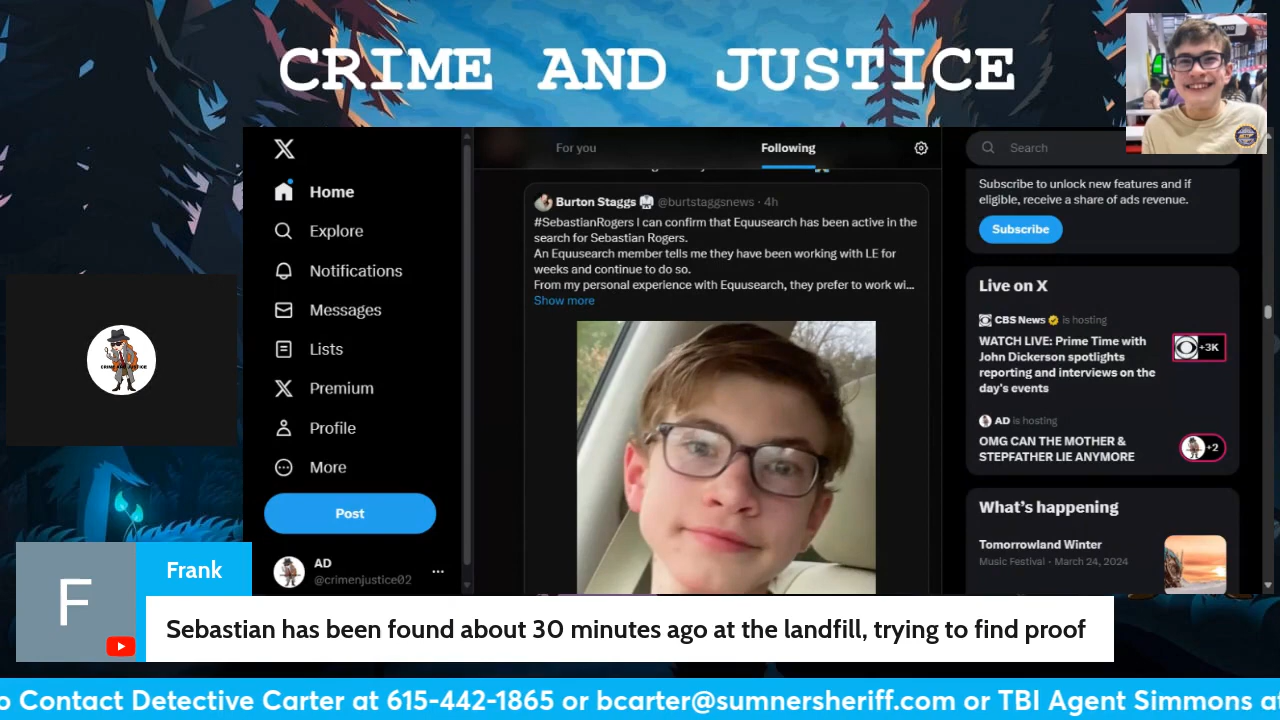 CRIME AND JUSTICE
For you
Following
Search
Home
Explore
Notifications
Messages
Lists
Premium
Profile
More
Post
AD
@crimenjustice02
Burton Staggs @burtstaggsnews · 4h
#SebastianRogers I can confirm that Equusearch has been active in the
search for Sebastian Rogers.
An Equusearch member tells me they have been working with LE for
weeks and continue to do so.
From my personal experience with Equusearch, they prefer to work wi...
Show more
Subscribe to unlock new features and if
eligible, receive a share of ads revenue.
Subscribe
Live on X
CBS News is hosting
WATCH LIVE: Prime Time with
John Dickerson spotlights
reporting and interviews on the
day's events
+3K
AD is hosting
OMG CAN THE MOTHER &
STEPFATHER LIE ANYMORE
+2
What's happening
Tomorrowland Winter
Music Festival · March 24, 2024
CRIME AND JUSTICE
F
Frank
Sebastian has been found about 30 minutes ago at the landfill, trying to find proof
o Contact Detective Carter at 615-442-1865 or bcarter@sumnersheriff.com or TBI Agent Simmons a